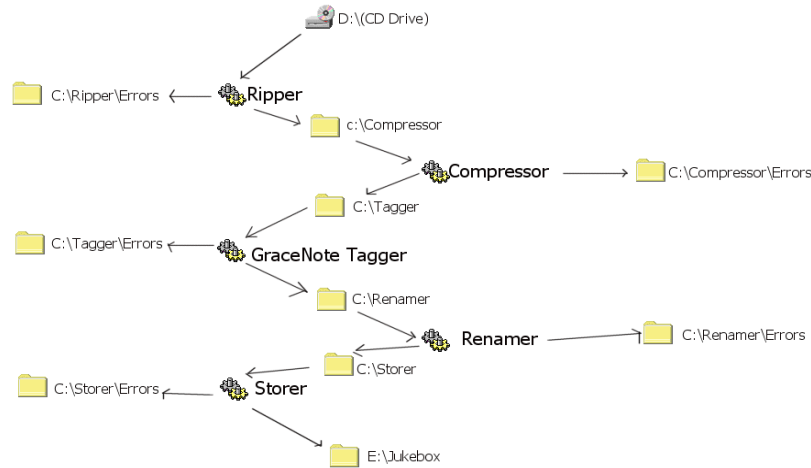 D:\(CD Drive)
C:\Ripper\Errors
Ripper
c:\Compressor
Compressor
C:\Compressor\Errors
C:\Tagger
C:\Tagger\Errors
GraceNote Tagger
C:\Renamer
Renamer
C:\Renamer\Errors
C:\Storer
C:\Storer\Errors
Storer
E:\Jukebox